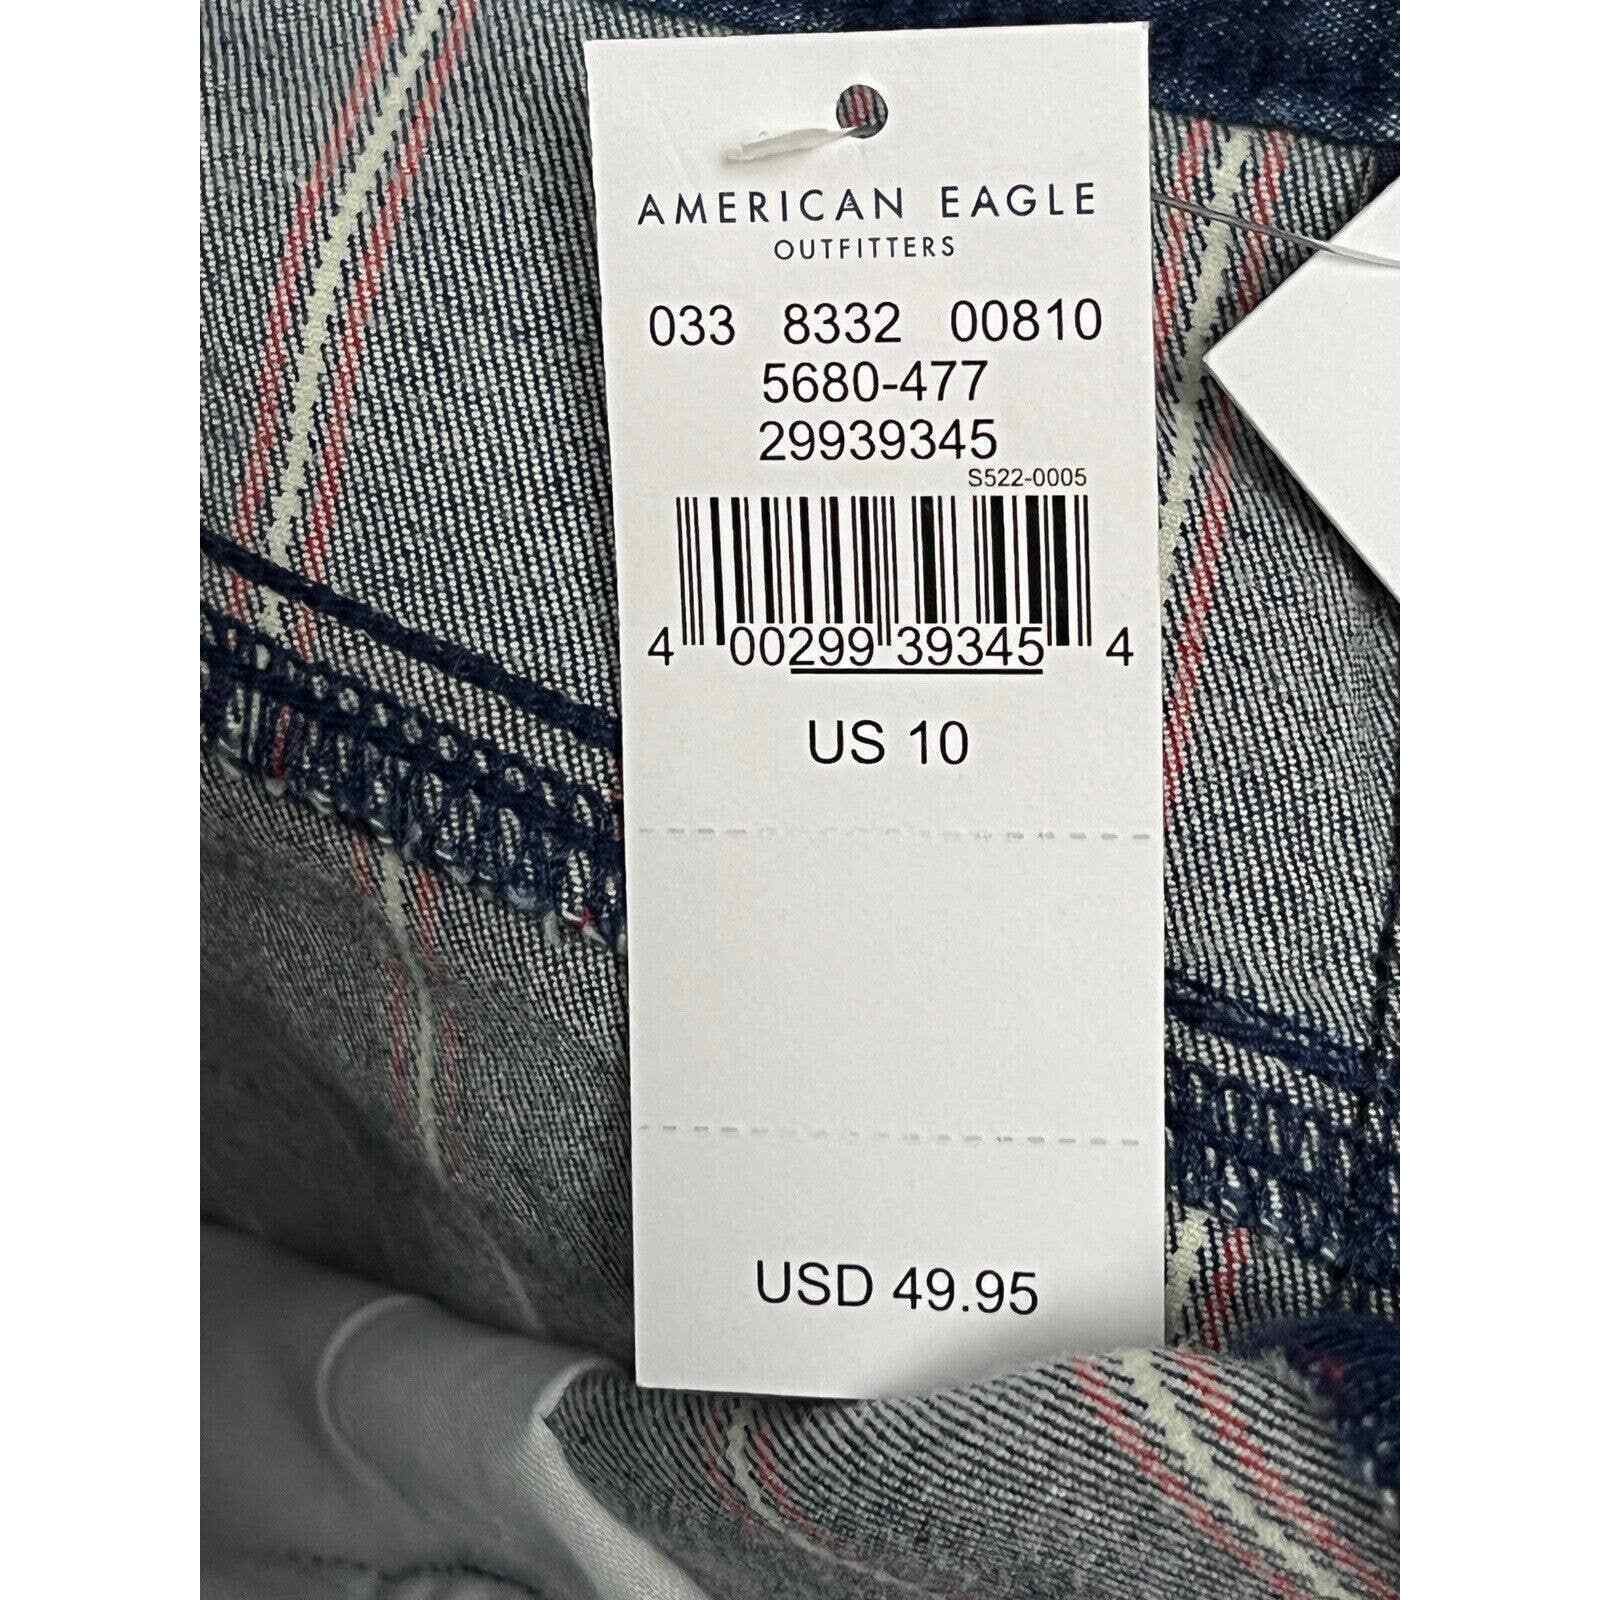 AMERICAN EAGLE
OUTFITTERS
033 8332 00810
5680-477
29939345
S522-0005
4 00299 39345 4
US 10
USD 49.95